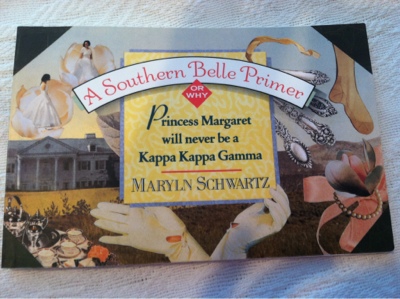 A Southern Belle Primer
OR
WHY
Princess Margaret
will never be a
Kappa Kappa Gamma
MARYLN SCHWARTZ